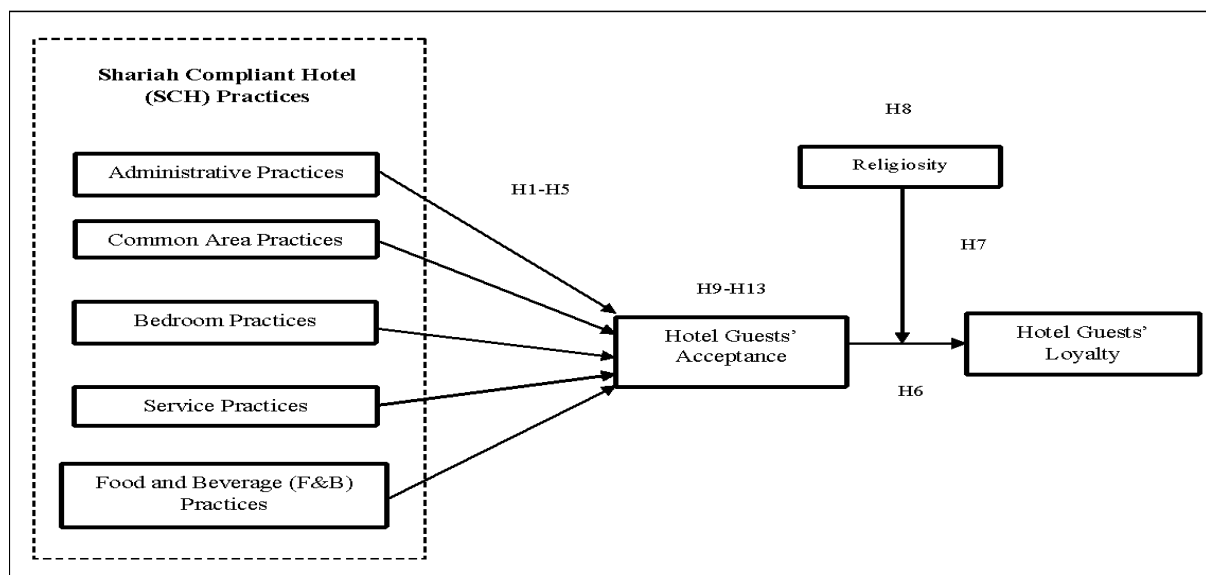 Shariah Compliant Hotel
(SCH) Practices
Administrative Practices
Common Area Practices
Bedroom Practices
Service Practices
Food and Beverage (F&B)
Practices
H1-H5
H9-H13
Hotel Guests’
Acceptance
H8
Religiosity
H7
H6
Hotel Guests’
Loyalty